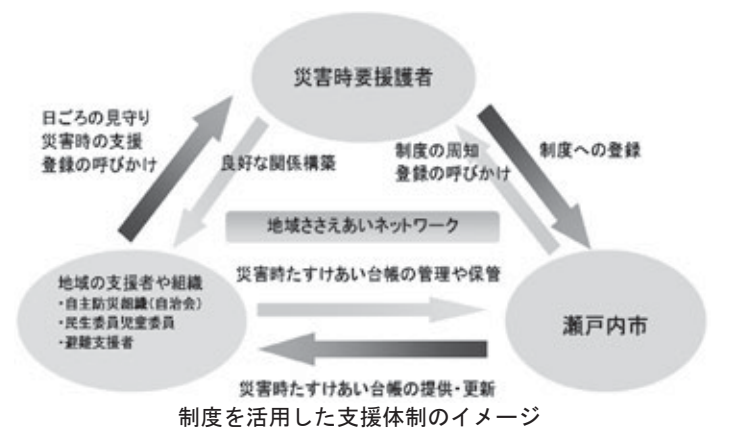 災害時要援護者
日ごろの見守り
災害時の支援
登録の呼びかけ
良好な関係構築
制度の周知
登録の呼びかけ
制度への登録
地域ささえあいネットワーク
災害時たすけあい台帳の管理や保管
地域の支援者や組織
・自主防災組織(自治会)
・民生委員児童委員
・避難支援者
瀬戸内市
災害時たすけあい台帳の提供・更新
制度を活用した支援体制のイメージ